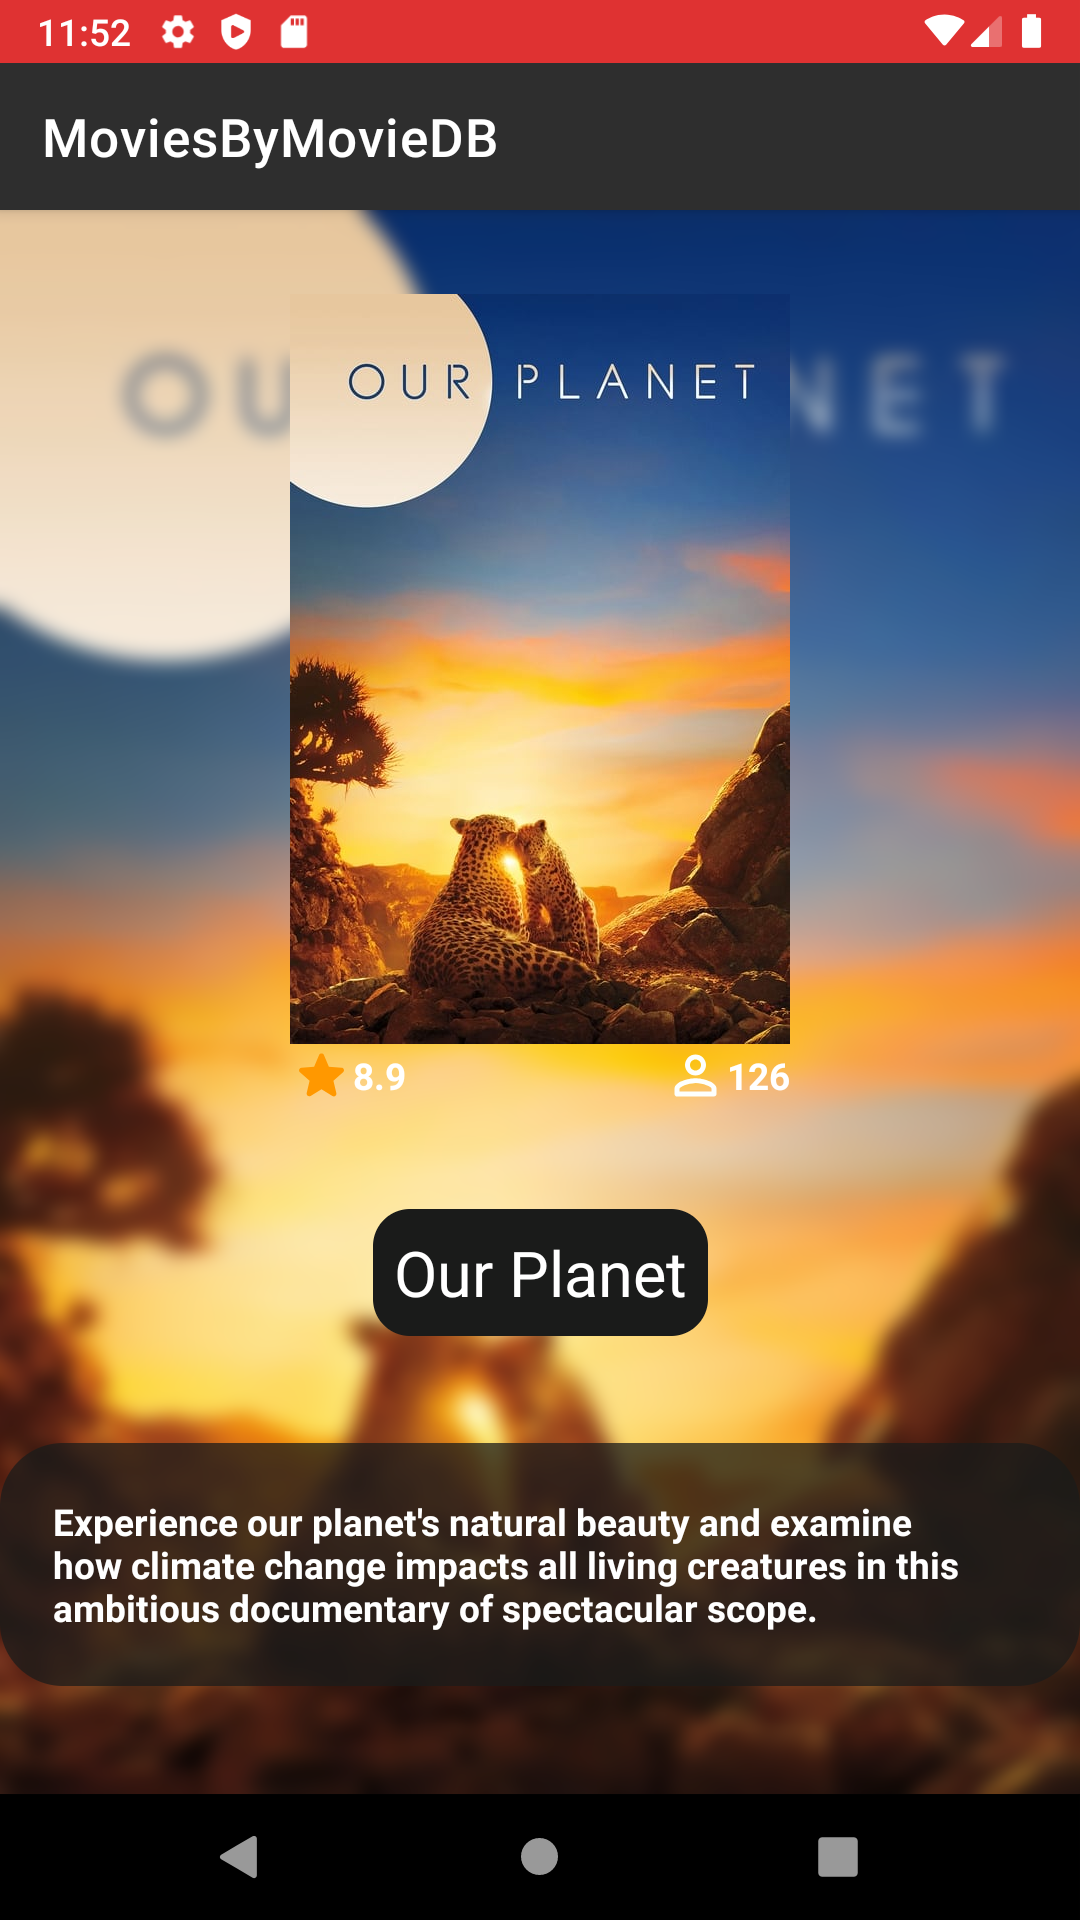 11:52
MoviesByMovieDB
OUR PLANET
8.9
126
Our Planet
Experience our planet's natural beauty and examine
how climate change impacts all living creatures in this
ambitious documentary of spectacular scope.